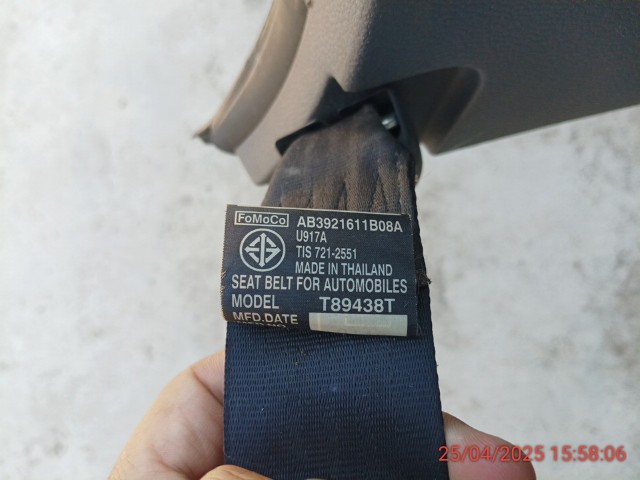 FoMoCo AB3921611B08A
U917A
TIS 721-2551
MADE IN THAILAND
SEAT BELT FOR AUTOMOBILES
MODEL T89438T
MFD.DATE
25/04/2025 15:58:06